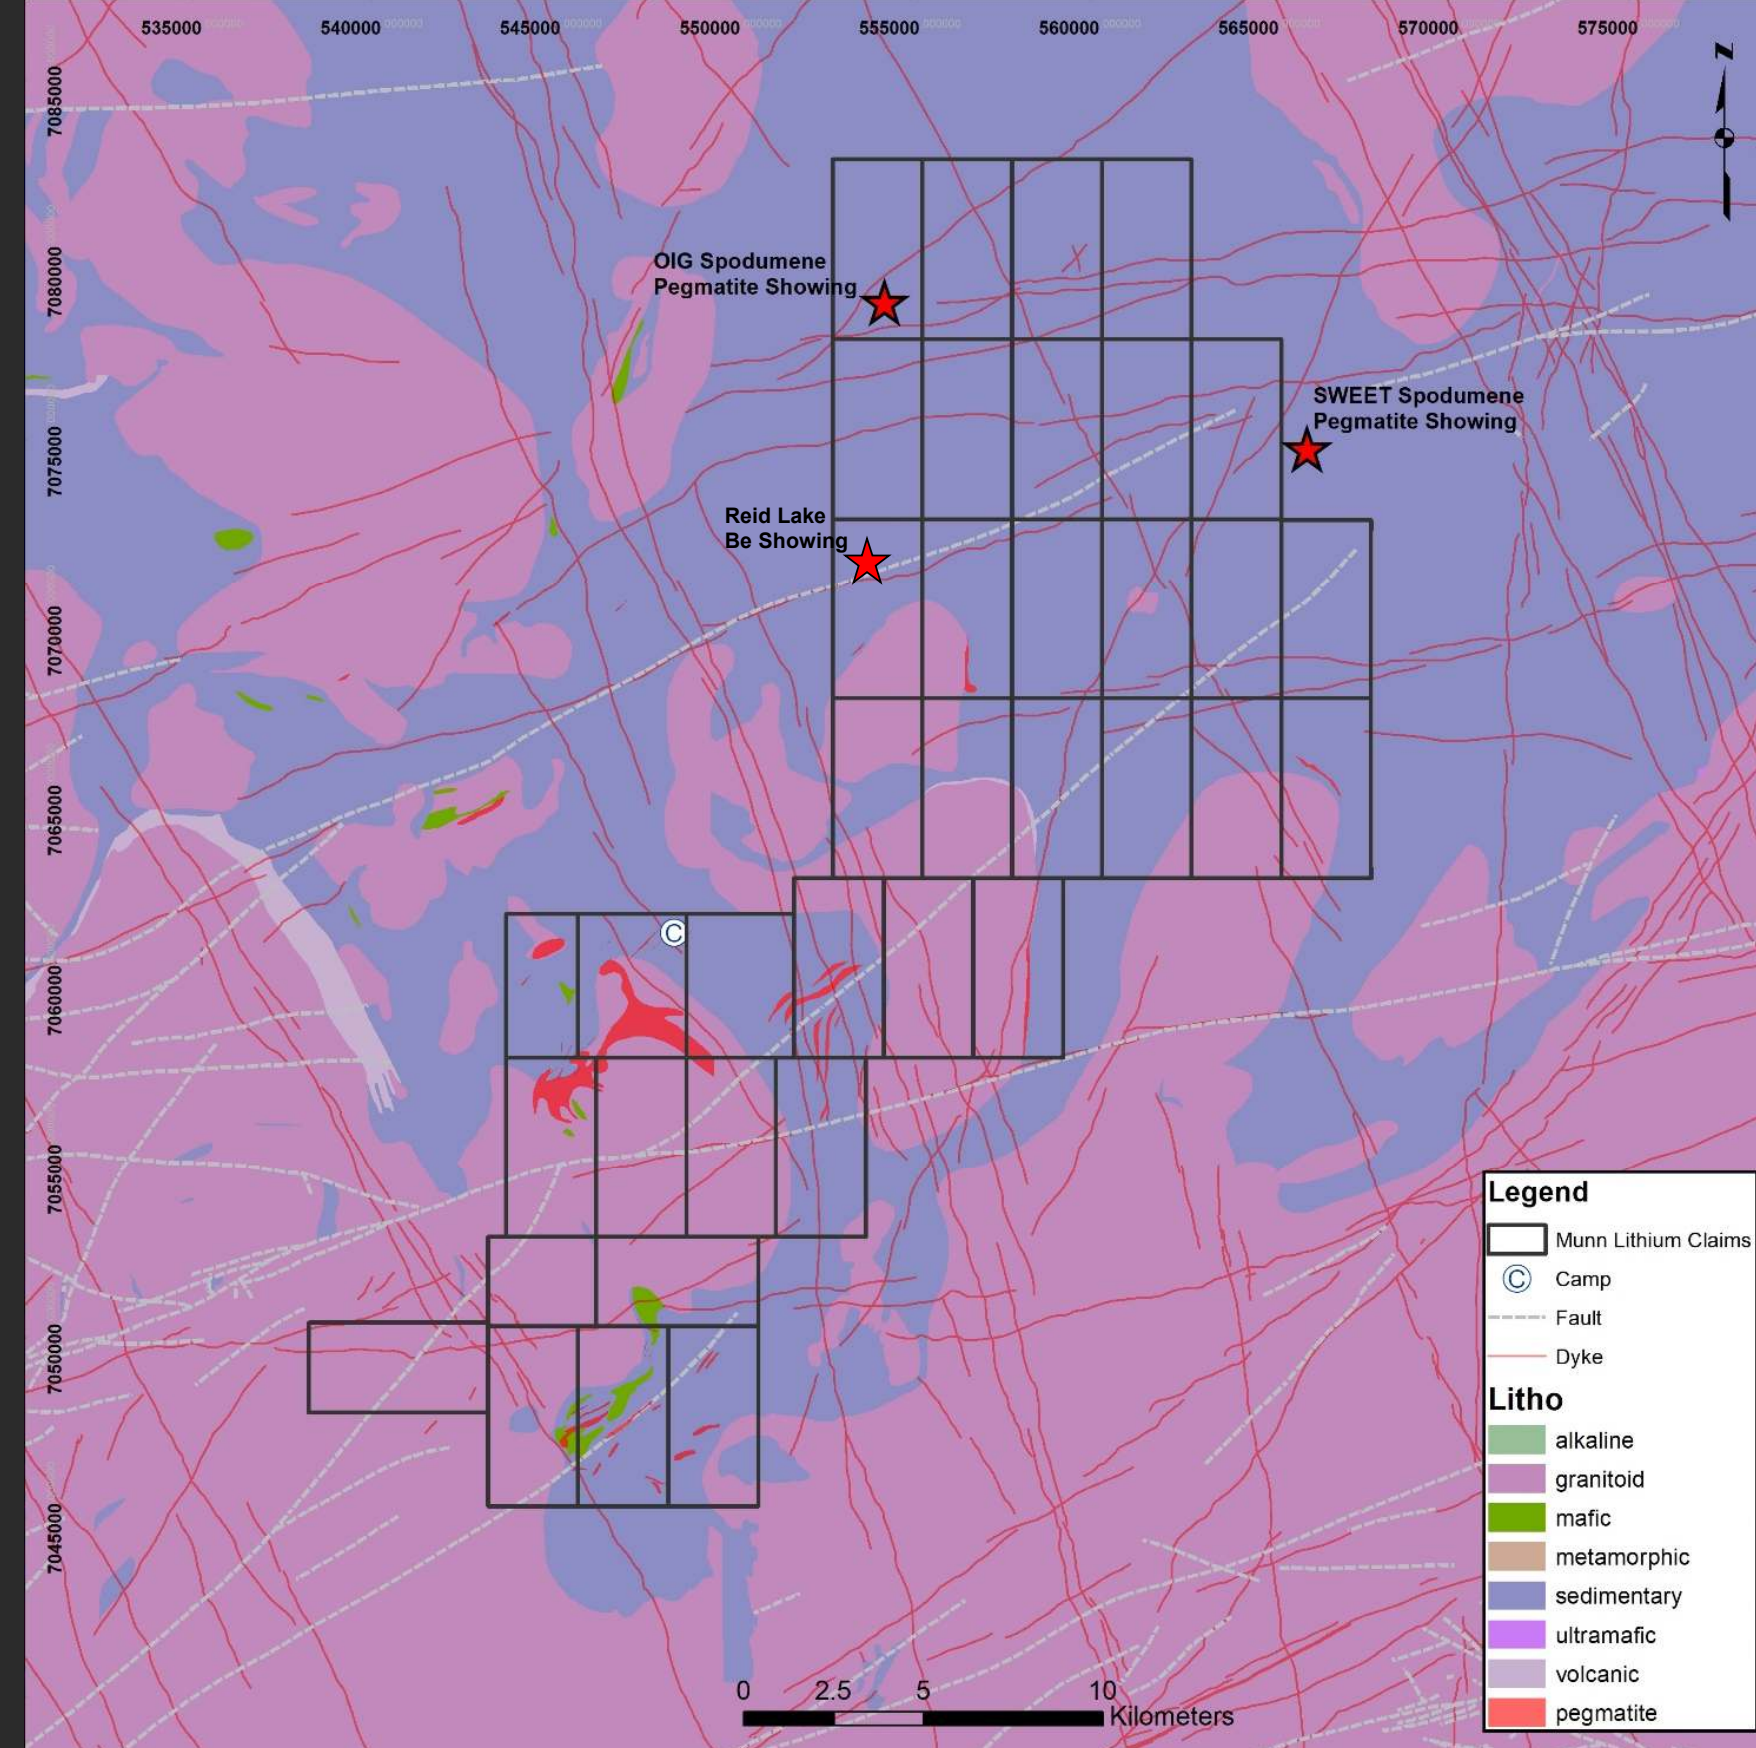 535000 540000 545000 550000 555000 560000 565000 570000 575000
7085000
7080000
7075000
7070000
7065000
7060000
7055000
7050000
7045000
N
OIG Spodumene
Pegmatite Showing
SWEET Spodumene
Pegmatite Showing
Reid Lake
Be Showing
C
Legend
Munn Lithium Claims
C Camp
Fault
Dyke
Litho
alkaline
granitoid
mafic
metamorphic
sedimentary
ultramafic
volcanic
pegmatite
0 2.5 5 10
Kilometers